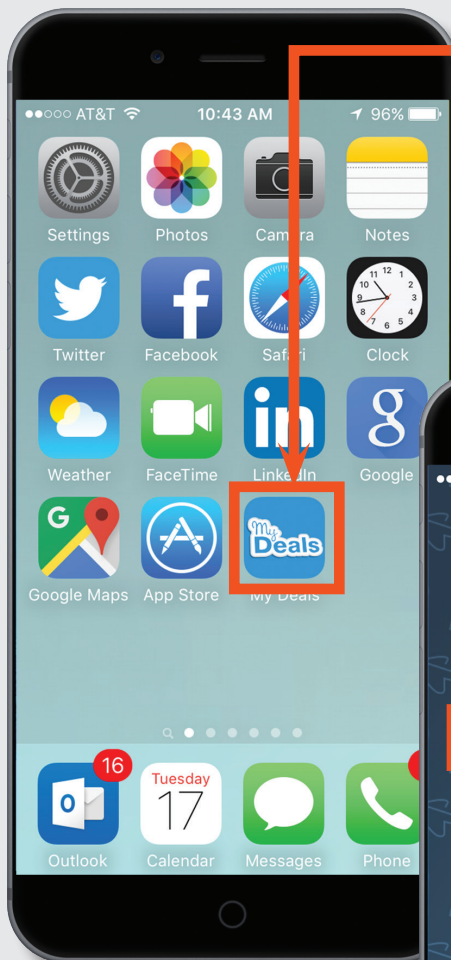 AT&T 10:43 AM 96%
Settings Photos Camera Notes
Twitter Facebook Safari Clock
12
11 1
10 2
9 3
8 4
7 6 5
in g
Weather FaceTime LinkedIn Google
G My
Deals
Google Maps App Store My Deals
16
Tuesday
17
O
Outlook Calendar Messages Phone